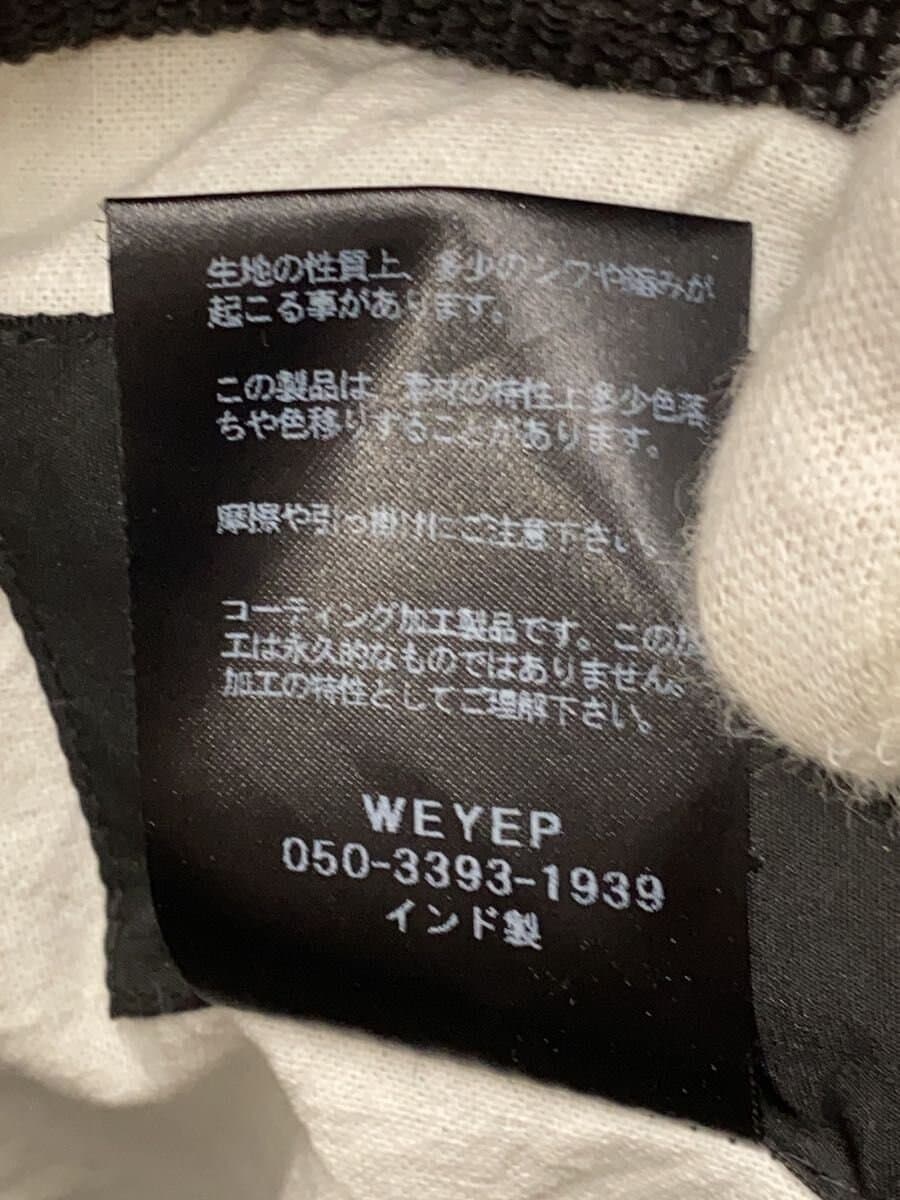 生地の性質上、多少のシワや縮みが
起こる事があります。
この製品は、素材の特性上多少色落
ちや色移りすることがあります。
摩擦や引っ掛けにご注意下さい。
コーティング加工製品です。この加
工は永久的なものではありません。
加工の特性としてご理解下さい。
WEYEP
050-3393-1939
インド製